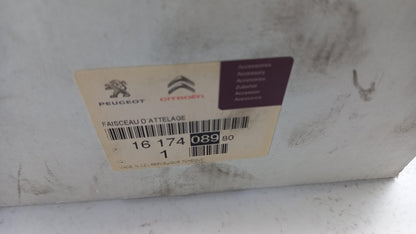 PEUGEOT CITROËN
Accessoires
Accessory
Accesorios
Zubehör
Accessori
Acessórios
FAISCEAU D ATTELAGE
16 174 089 80
1